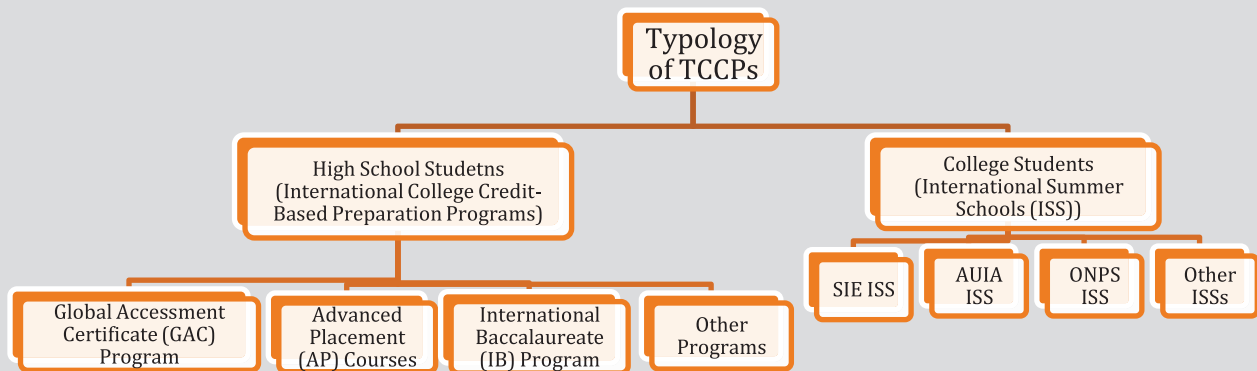 Typology
of TCCPs
High School Studetns
(International College Credit-
Based Preparation Programs)
College Students
(International Summer
Schools (ISS))
Global Accessment
Certificate (GAC)
Program
Advanced
Placement
(AP) Courses
International
Baccalaureate
(IB) Program
Other
Programs
SIE ISS
AUIA
ISS
ONPS
ISS
Other
ISSs